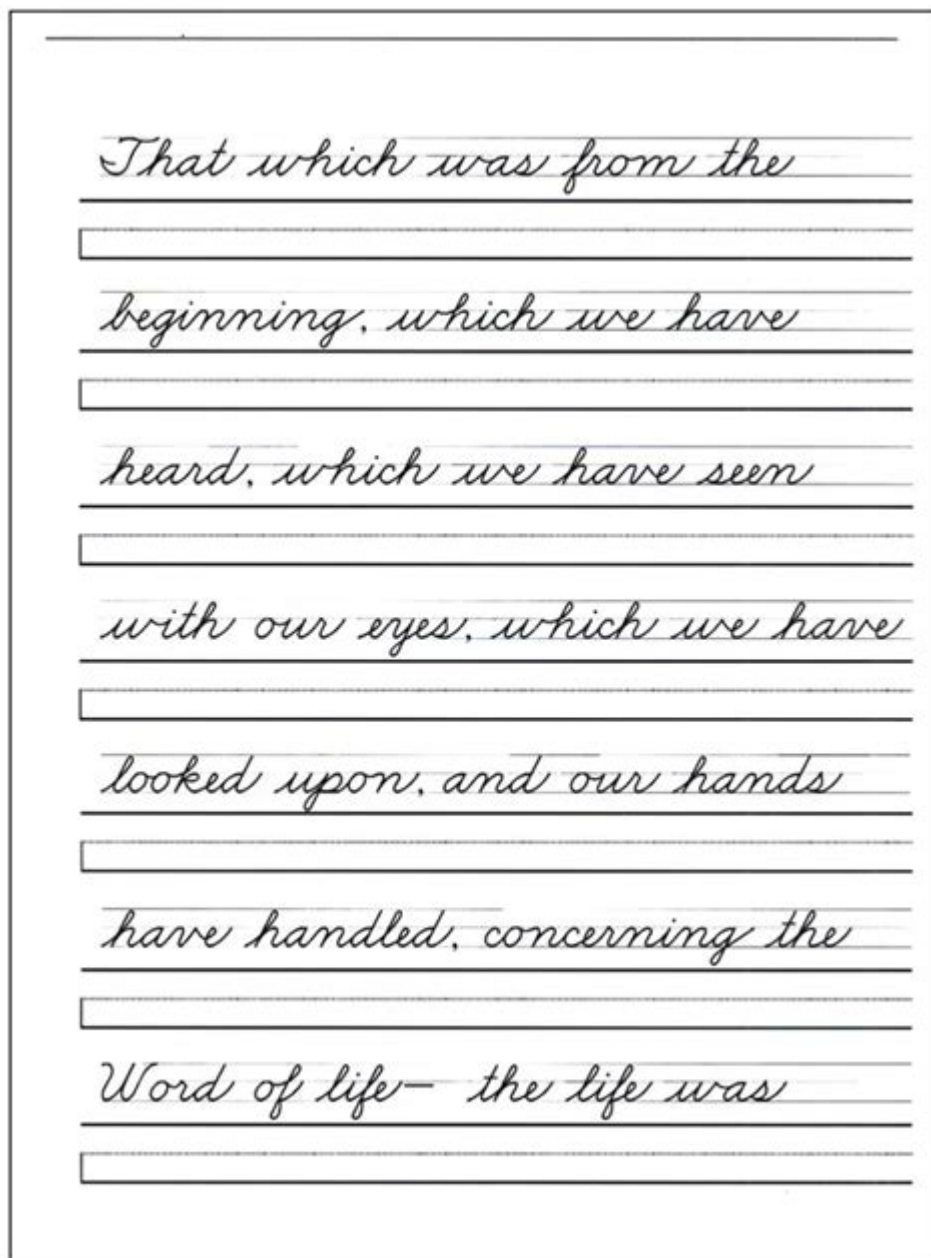 That which was from the
beginning, which we have
heard, which we have seen
with our eyes, which we have
looked upon, and our hands
have handled, concerning the
Word of life— the life was